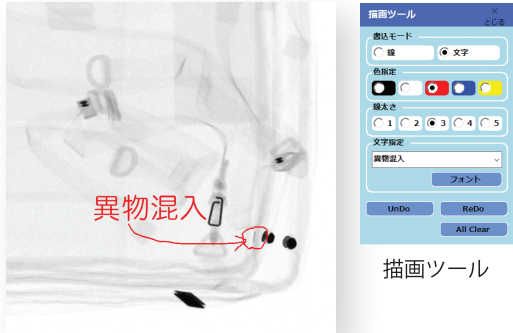 異物混入
描画ツール
×
とじる
書込モード
線
文字
色指定
線太さ
1 2 3 4 5
文字指定
異物混入
フォント
UnDo ReDo
All Clear
描画ツール